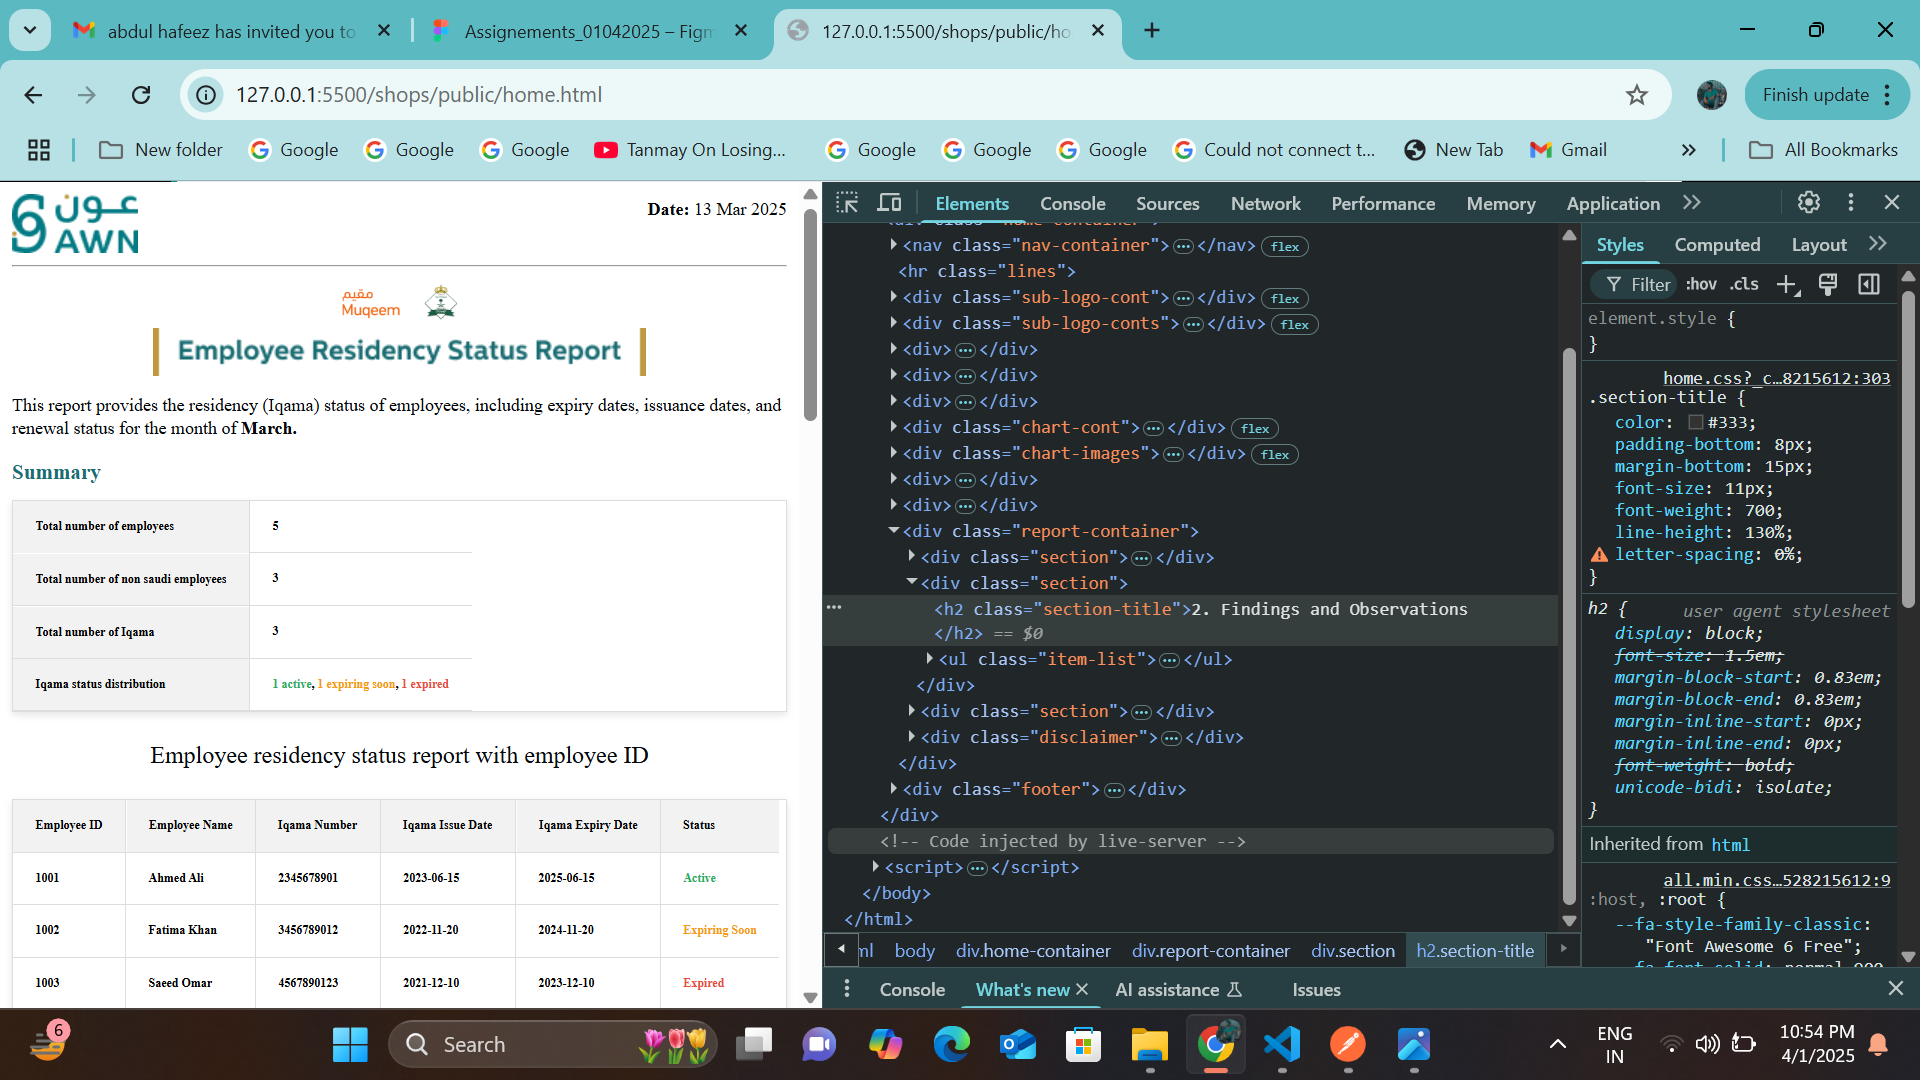 abdul hafeez has invited you to
Assignements_01042025 – Figm
127.0.0.1:5500/shops/public/ho
127.0.0.1:5500/shops/public/home.html
Finish update
New folder
Google
Google
Google
Tanmay On Losing...
Google
Google
Google
Could not connect t...
New Tab
Gmail
All Bookmarks
عون
AWN
Date: 13 Mar 2025
مقيم
Muqeem
Employee Residency Status Report
This report provides the residency (Iqama) status of employees, including expiry dates, issuance dates, and
renewal status for the month of March.
Summary
Total number of employees 5
Total number of non saudi employees 3
Total number of Iqama 3
Iqama status distribution 1 active, 1 expiring soon, 1 expired
Employee residency status report with employee ID
Employee ID Employee Name Iqama Number Iqama Issue Date Iqama Expiry Date Status
1001 Ahmed Ali 2345678901 2023-06-15 2025-06-15 Active
1002 Fatima Khan 3456789012 2022-11-20 2024-11-20 Expiring Soon
1003 Saeed Omar 4567890123 2021-12-10 2023-12-10 Expired
Elements Console Sources Network Performance Memory Application
<nav class="nav-container">…</nav> flex
<hr class="lines">
<div class="sub-logo-cont">…</div> flex
<div class="sub-logo-conts">…</div> flex
<div>…</div>
<div>…</div>
<div>…</div>
<div class="chart-cont">…</div> flex
<div class="chart-images">…</div> flex
<div>…</div>
<div>…</div>
<div class="report-container">
<div class="section">…</div>
<div class="section">
<h2 class="section-title">2. Findings and Observations
</h2> == $0
<ul class="item-list">…</ul>
</div>
<div class="section">…</div>
<div class="disclaimer">…</div>
</div>
<div class="footer">…</div>
</div>
<!-- Code injected by live-server -->
<script>…</script>
</body>
</html>
ml body div.home-container div.report-container div.section h2.section-title
Styles Computed Layout
Filter :hov .cls
element.style {
}
home.css?_c…8215612:303
.section-title {
color: #333;
padding-bottom: 8px;
margin-bottom: 15px;
font-size: 11px;
font-weight: 700;
line-height: 130%;
letter-spacing: 0%;
}
h2 { user agent stylesheet
display: block;
font-size: 1.5em;
margin-block-start: 0.83em;
margin-block-end: 0.83em;
margin-inline-start: 0px;
margin-inline-end: 0px;
font-weight: bold;
unicode-bidi: isolate;
}
Inherited from html
all.min.css…528215612:9
:host, :root {
--fa-style-family-classic:
"Font Awesome 6 Free";
Console What's new AI assistance Issues
6
Search
ENG
IN
10:54 PM
4/1/2025